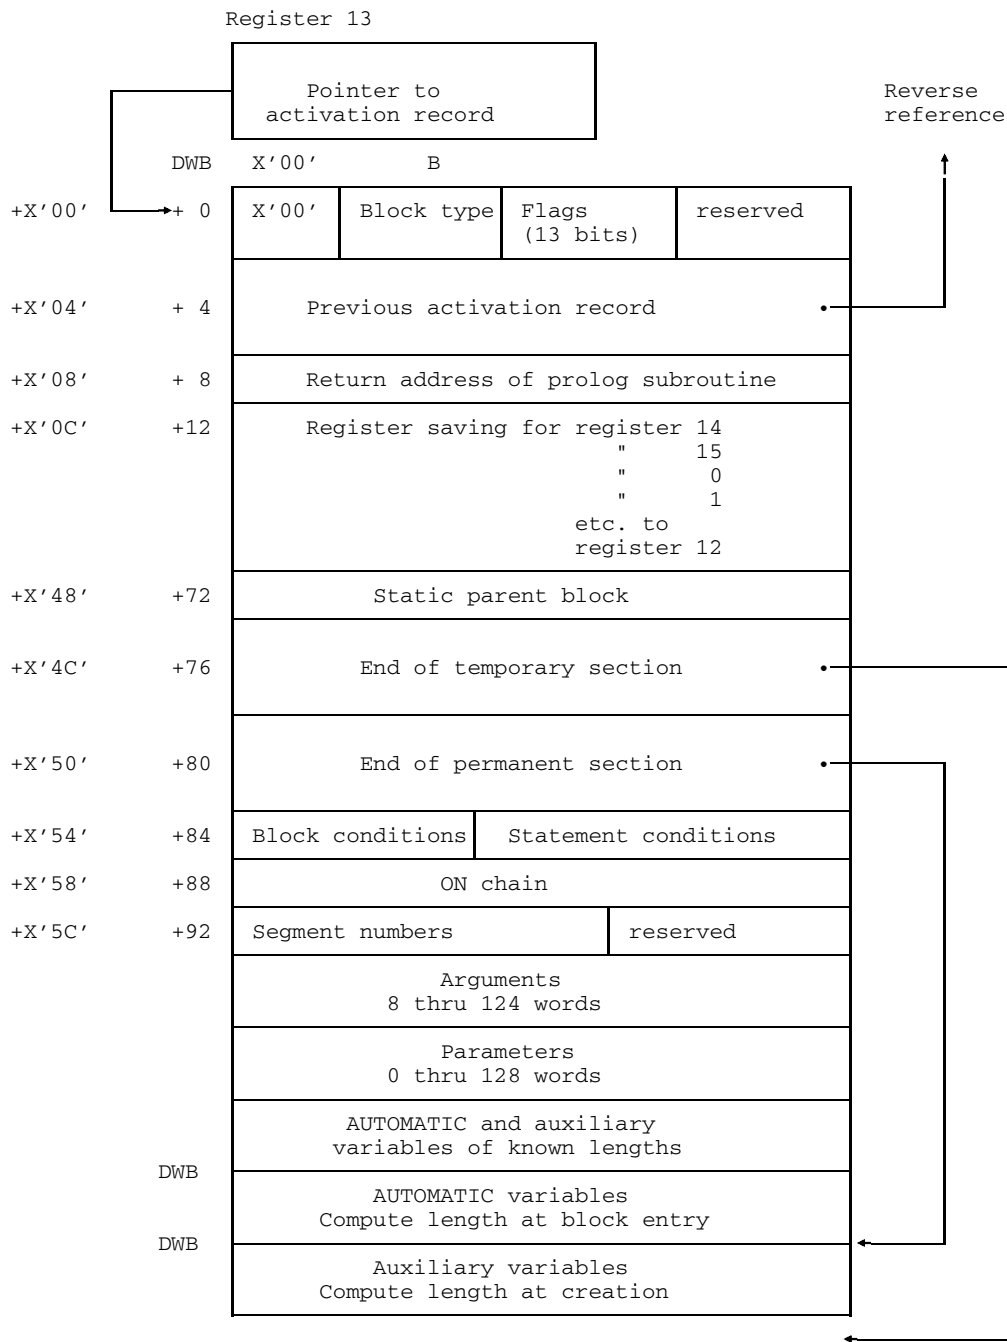 Register 13
Pointer to
activation record
Reverse
reference
DWB X'00' B
+X'00' + 0 X'00' Block type Flags reserved
(13 bits)
+X'04' + 4 Previous activation record
+X'08' + 8 Return address of prolog subroutine
+X'0C' +12 Register saving for register 14
" 15
" 0
" 1
etc. to
register 12
+X'48' +72 Static parent block
+X'4C' +76 End of temporary section
+X'50' +80 End of permanent section
+X'54' +84 Block conditions Statement conditions
+X'58' +88 ON chain
+X'5C' +92 Segment numbers reserved
Arguments
8 thru 124 words
Parameters
0 thru 128 words
AUTOMATIC and auxiliary
variables of known lengths
DWB
AUTOMATIC variables
Compute length at block entry
DWB
Auxiliary variables
Compute length at creation